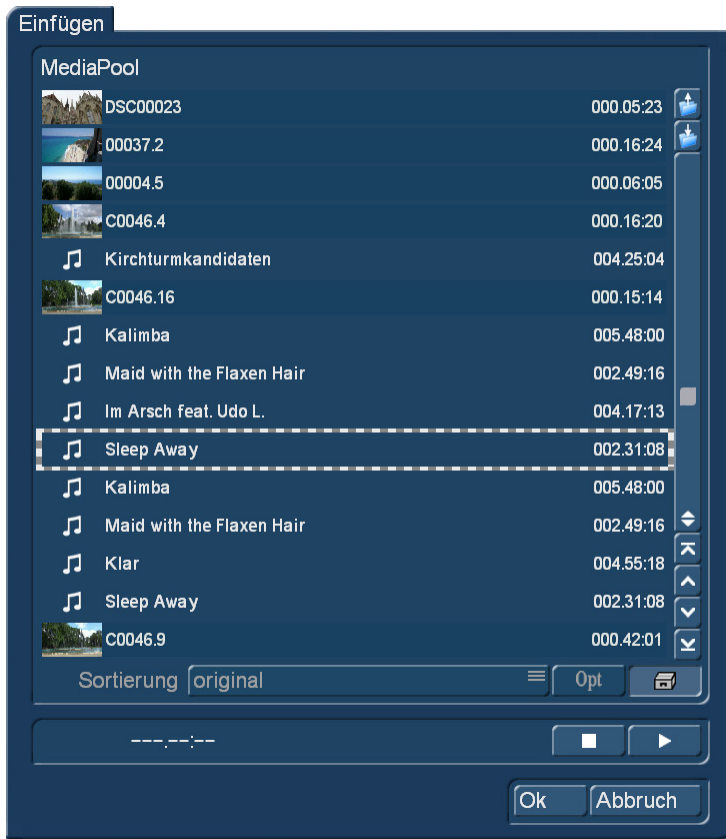 Einfügen
MediaPool
DSC00023 000.05:23
00037.2 000.16:24
00004.5 000.06:05
C0046.4 000.16:20
Kirchturmkandidaten 004.25:04
C0046.16 000.15:14
Kalimba 005.48:00
Maid with the Flaxen Hair 002.49:16
Im Arsch feat. Udo L. 004.17:13
Sleep Away 002.31:08
Kalimba 005.48:00
Maid with the Flaxen Hair 002.49:16
Klar 004.55:18
Sleep Away 002.31:08
C0046.9 000.42:01
Sortierung original Opt
---.--:--
Ok Abbruch